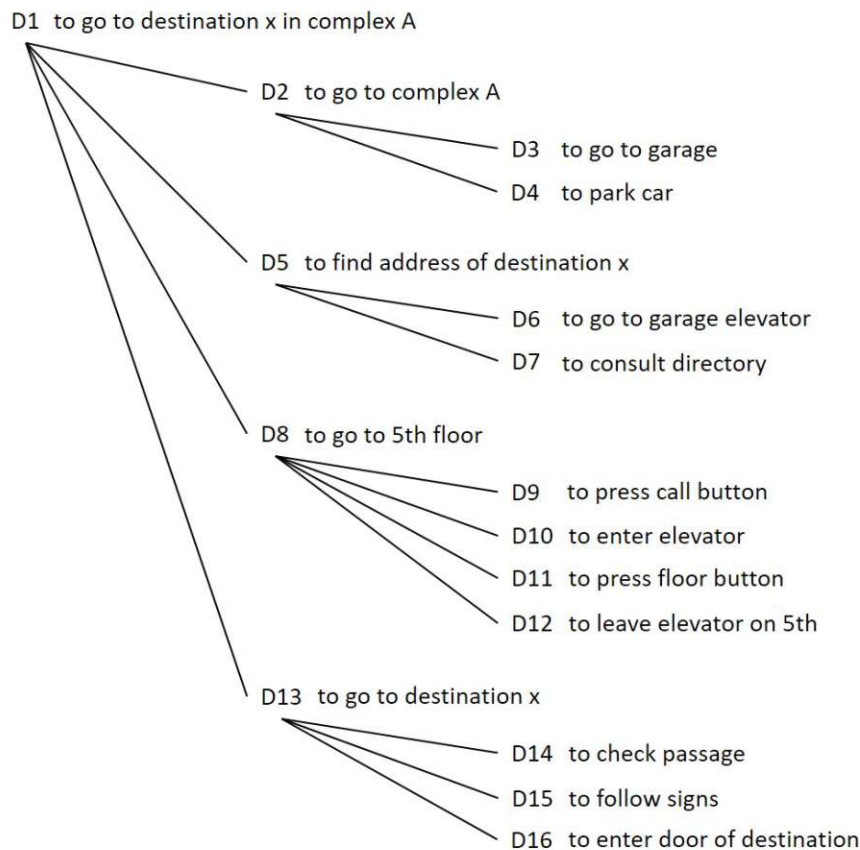 D1 to go to destination x in complex A
D2 to go to complex A
D3 to go to garage
D4 to park car
D5 to find address of destination x
D6 to go to garage elevator
D7 to consult directory
D8 to go to 5th floor
D9 to press call button
D10 to enter elevator
D11 to press floor button
D12 to leave elevator on 5th
D13 to go to destination x
D14 to check passage
D15 to follow signs
D16 to enter door of destination